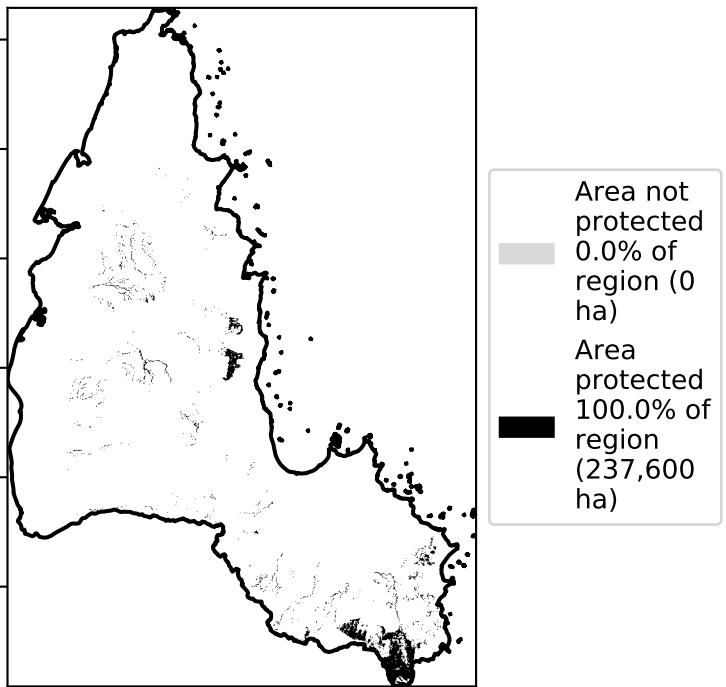 Area not
protected
0.0% of
region (0
ha)
Area
protected
100.0% of
region
(237,600
ha)